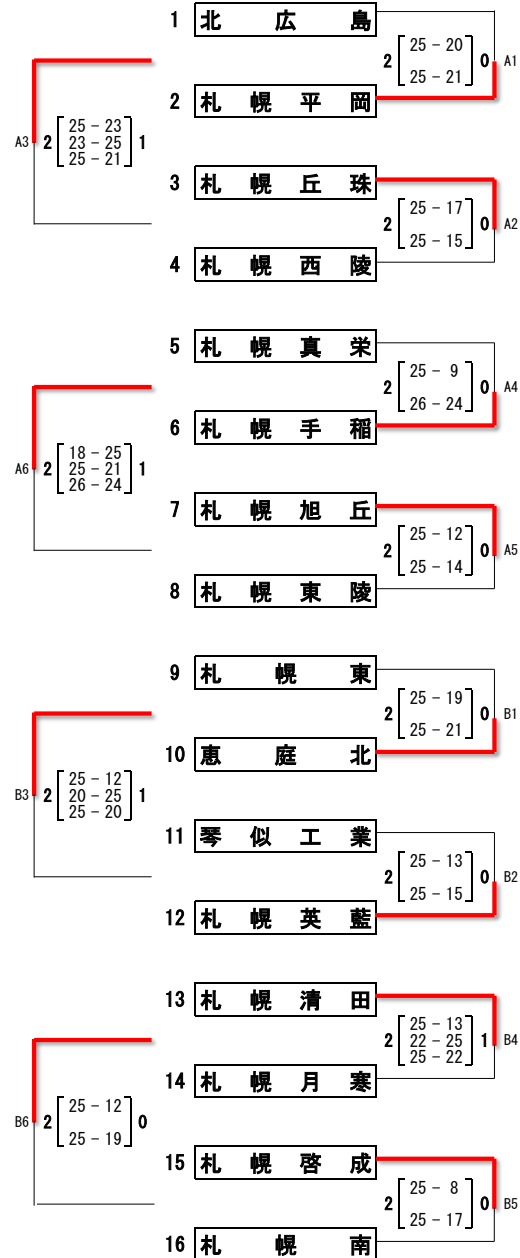 1 北広島
2 [ 25 - 20 25 - 21 ] 0 A1
2 札幌平岡
A3 2 [ 25 - 23 23 - 25 25 - 21 ] 1
3 札幌丘珠
2 [ 25 - 17 25 - 15 ] 0 A2
4 札幌西陵
5 札幌真栄
2 [ 25 - 9 26 - 24 ] 0 A4
6 札幌手稲
A6 2 [ 18 - 25 25 - 21 26 - 24 ] 1
7 札幌旭丘
2 [ 25 - 12 25 - 14 ] 0 A5
8 札幌東陵
9 札幌東
2 [ 25 - 19 25 - 21 ] 0 B1
10 恵庭北
B3 2 [ 25 - 12 20 - 25 25 - 20 ] 1
11 琴似工業
2 [ 25 - 13 25 - 15 ] 0 B2
12 札幌英藍
13 札幌清田
2 [ 25 - 13 22 - 25 25 - 22 ] 1 B4
14 札幌月寒
B6 2 [ 25 - 12 25 - 19 ] 0
15 札幌啓成
2 [ 25 - 8 25 - 17 ] 0 B5
16 札幌南